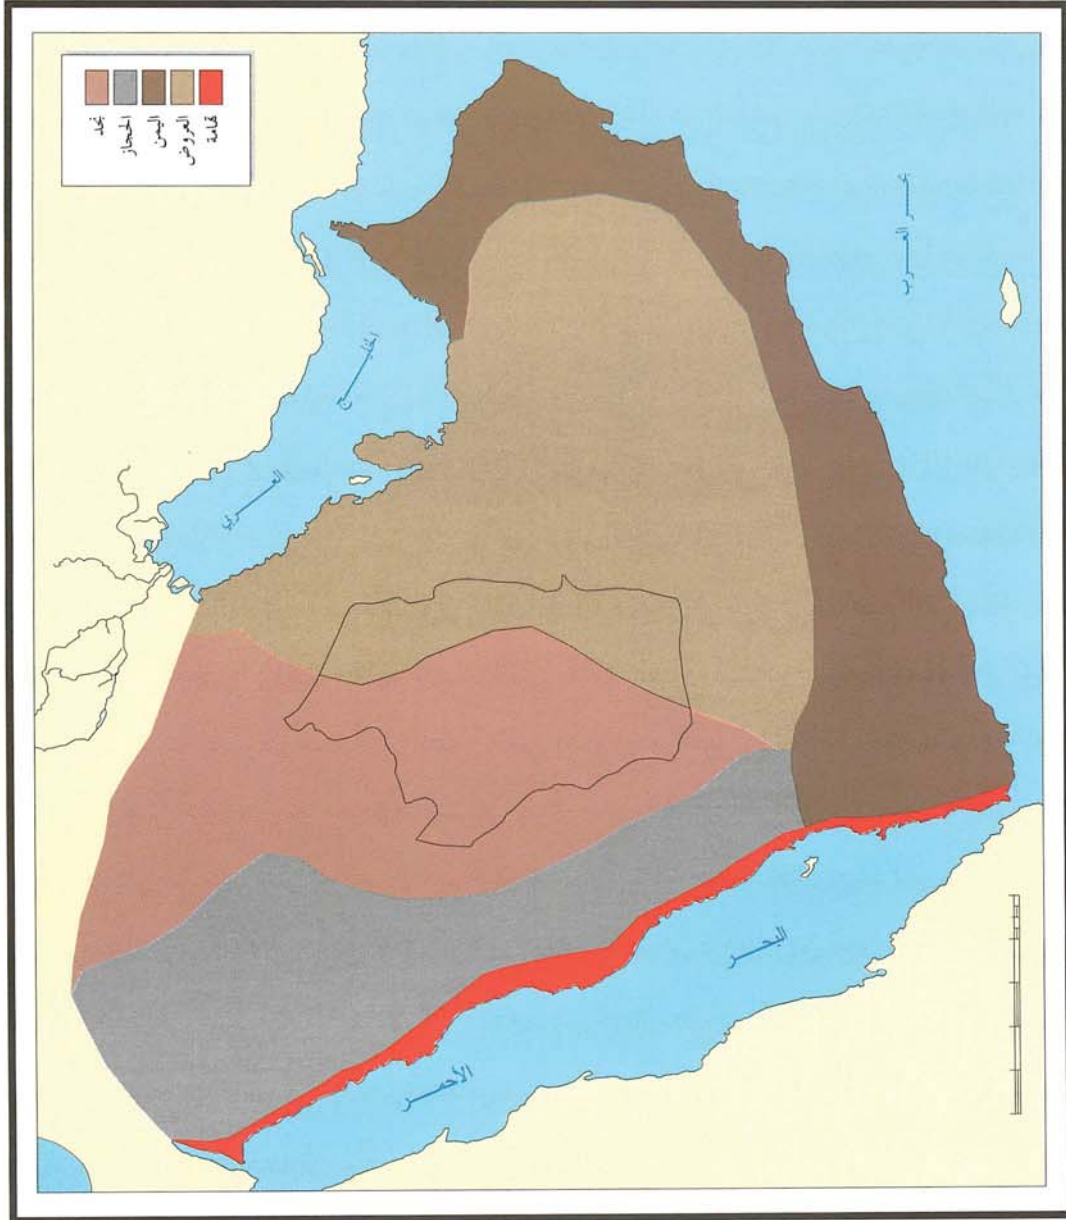 تهامة
العروض
اليمن
الحجاز
نجد
بحر العرب
الخليج
العربي
البحر
الأحمر